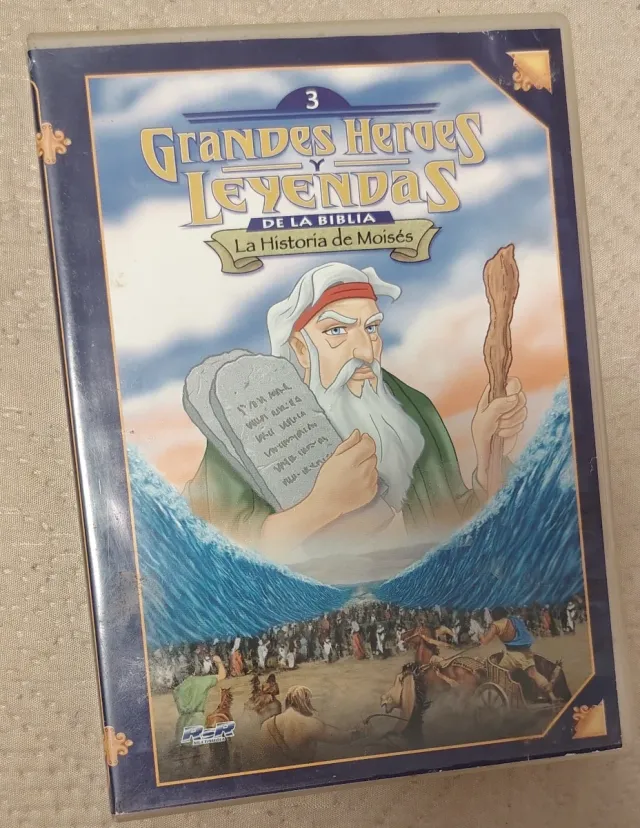 3
GRANDES HEROES
Y
LEYENDAS
DE LA BIBLIA
La Historia de Moisés